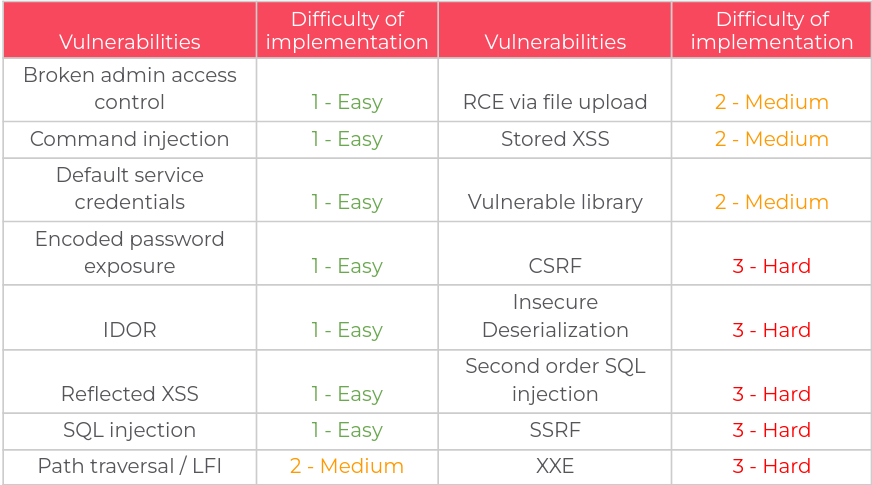 Vulnerabilities
Difficulty of
implementation
Vulnerabilities
Difficulty of
implementation
Broken admin access
control
1 - Easy
RCE via file upload
2 - Medium
Command injection
1 - Easy
Stored XSS
2 - Medium
Default service
credentials
1 - Easy
Vulnerable library
2 - Medium
Encoded password
exposure
1 - Easy
CSRF
3 - Hard
IDOR
1 - Easy
Insecure
Deserialization
3 - Hard
Reflected XSS
1 - Easy
Second order SQL
injection
3 - Hard
SQL injection
1 - Easy
SSRF
3 - Hard
Path traversal / LFI
2 - Medium
XXE
3 - Hard